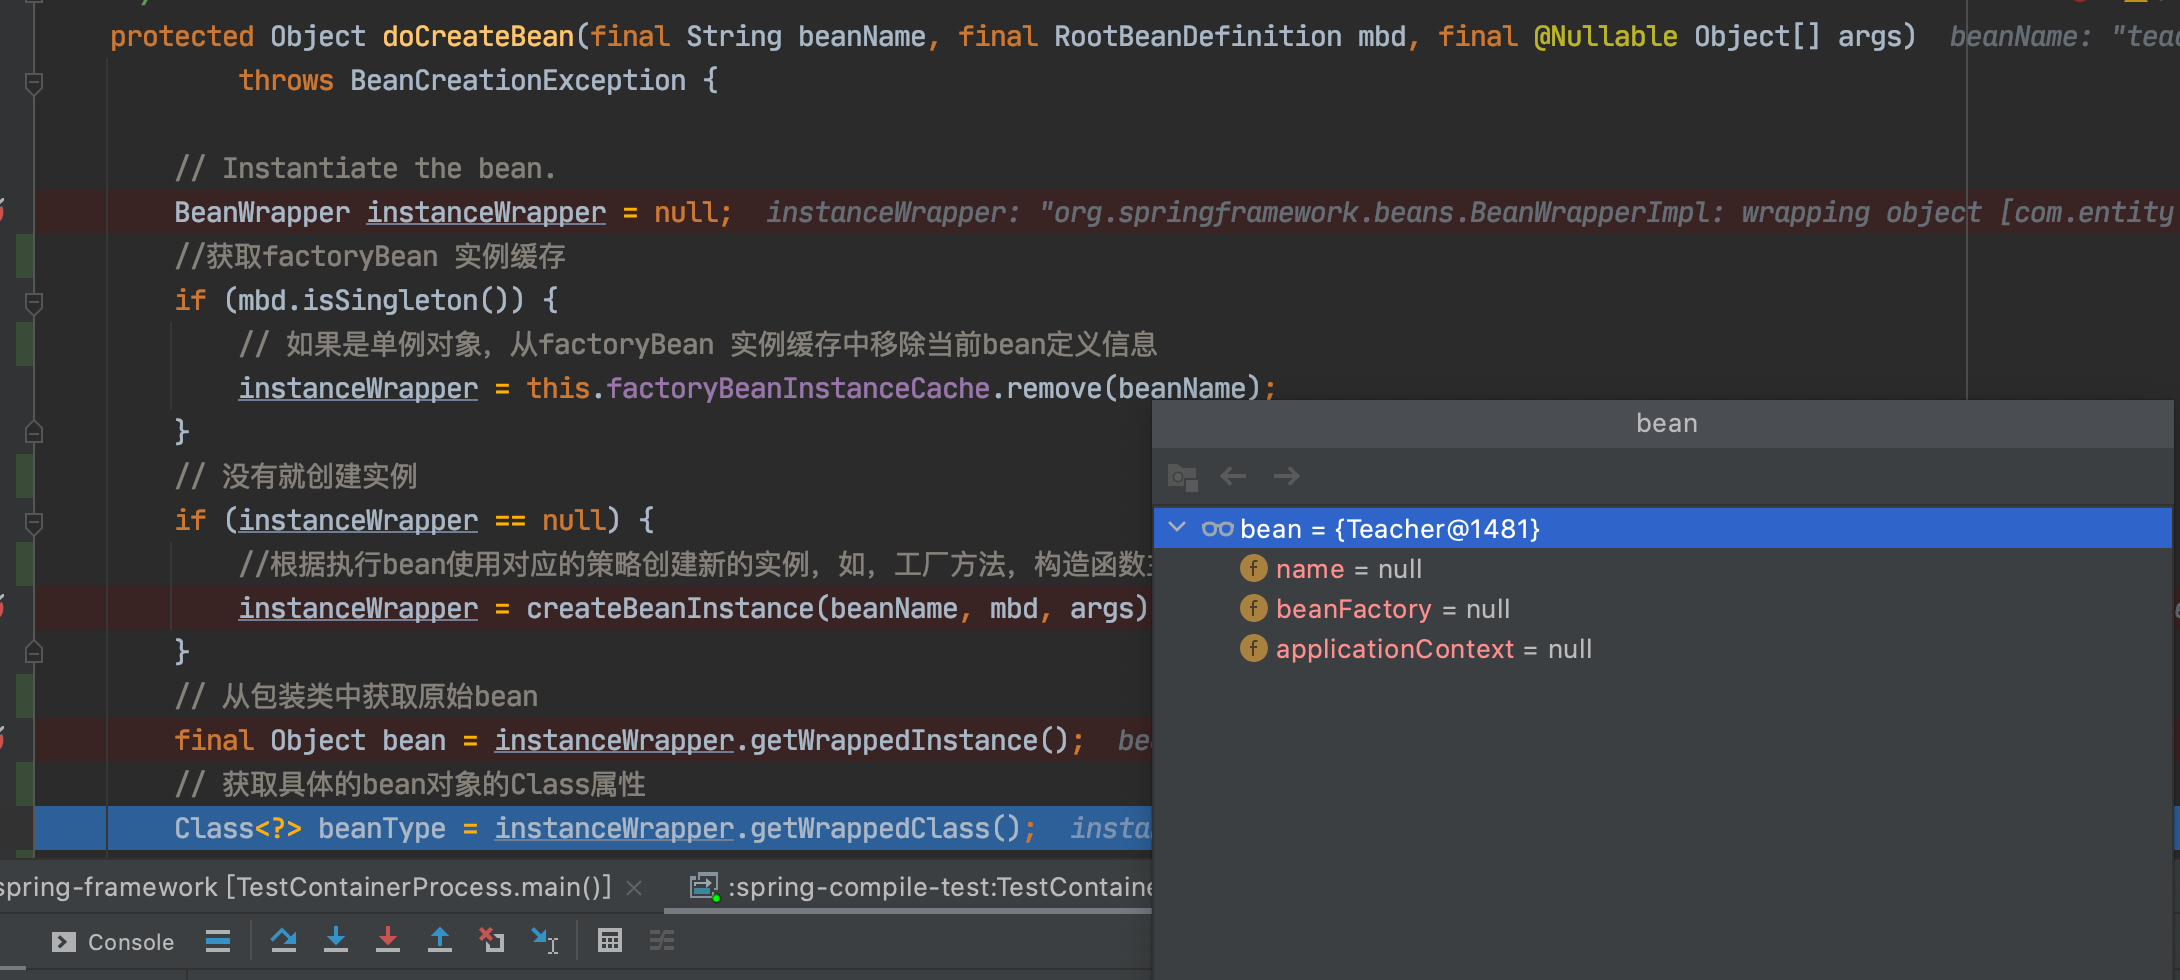 protected Object doCreateBean(final String beanName, final RootBeanDefinition mbd, final @Nullable Object[] args)  beanName: "teac
throws BeanCreationException {
// Instantiate the bean.
BeanWrapper instanceWrapper = null;  instanceWrapper: "org.springframework.beans.BeanWrapperImpl: wrapping object [com.entity
//获取factoryBean 实例缓存
if (mbd.isSingleton()) {
// 如果是单例对象，从factoryBean 实例缓存中移除当前bean定义信息
instanceWrapper = this.factoryBeanInstanceCache.remove(beanName);
}
// 没有就创建实例
if (instanceWrapper == null) {
//根据执行bean使用对应的策略创建新的实例，如，工厂方法，构造函数
instanceWrapper = createBeanInstance(beanName, mbd, args)
}
// 从包装类中获取原始bean
final Object bean = instanceWrapper.getWrappedInstance();  be
// 获取具体的bean对象的Class属性
Class<?> beanType = instanceWrapper.getWrappedClass();  insta
bean
bean = {Teacher@1481}
f name = null
f beanFactory = null
f applicationContext = null
spring-framework [TestContainerProcess.main()]  :spring-compile-test:TestContaine
Console